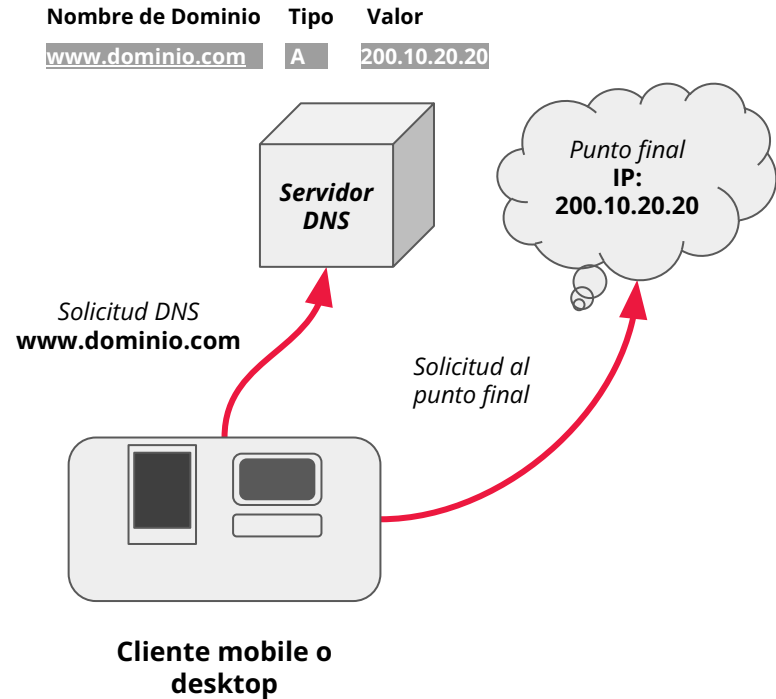 Nombre de Dominio Tipo Valor
www.dominio.com A 200.10.20.20
Servidor
DNS
Punto final
IP:
200.10.20.20
Solicitud DNS
www.dominio.com
Solicitud al
punto final
Cliente mobile o
desktop